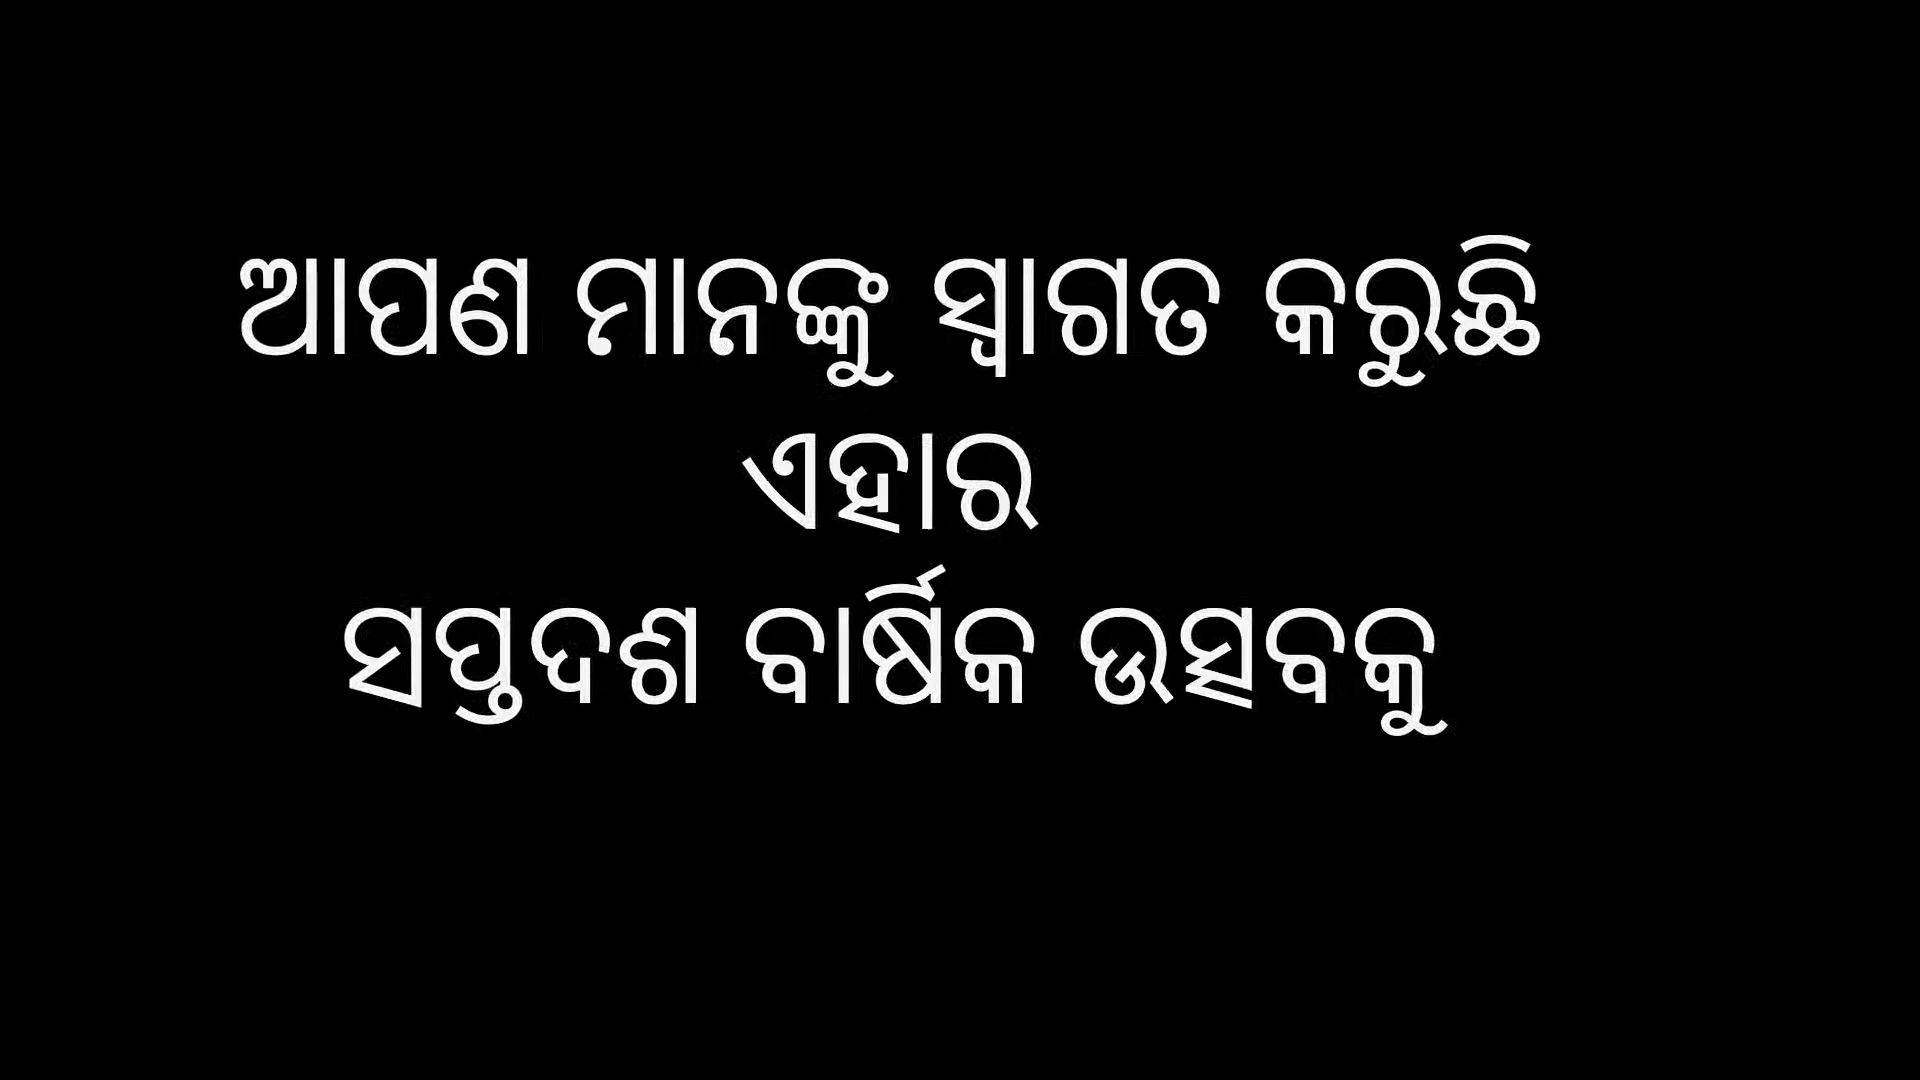 ଆପଣ ମାନଙ୍କୁ ସ୍ୱାଗତ କରୁଛି
ଏହାର
ସପ୍ତଦଶ ବାର୍ଷିକ ଉତ୍ସବକୁ